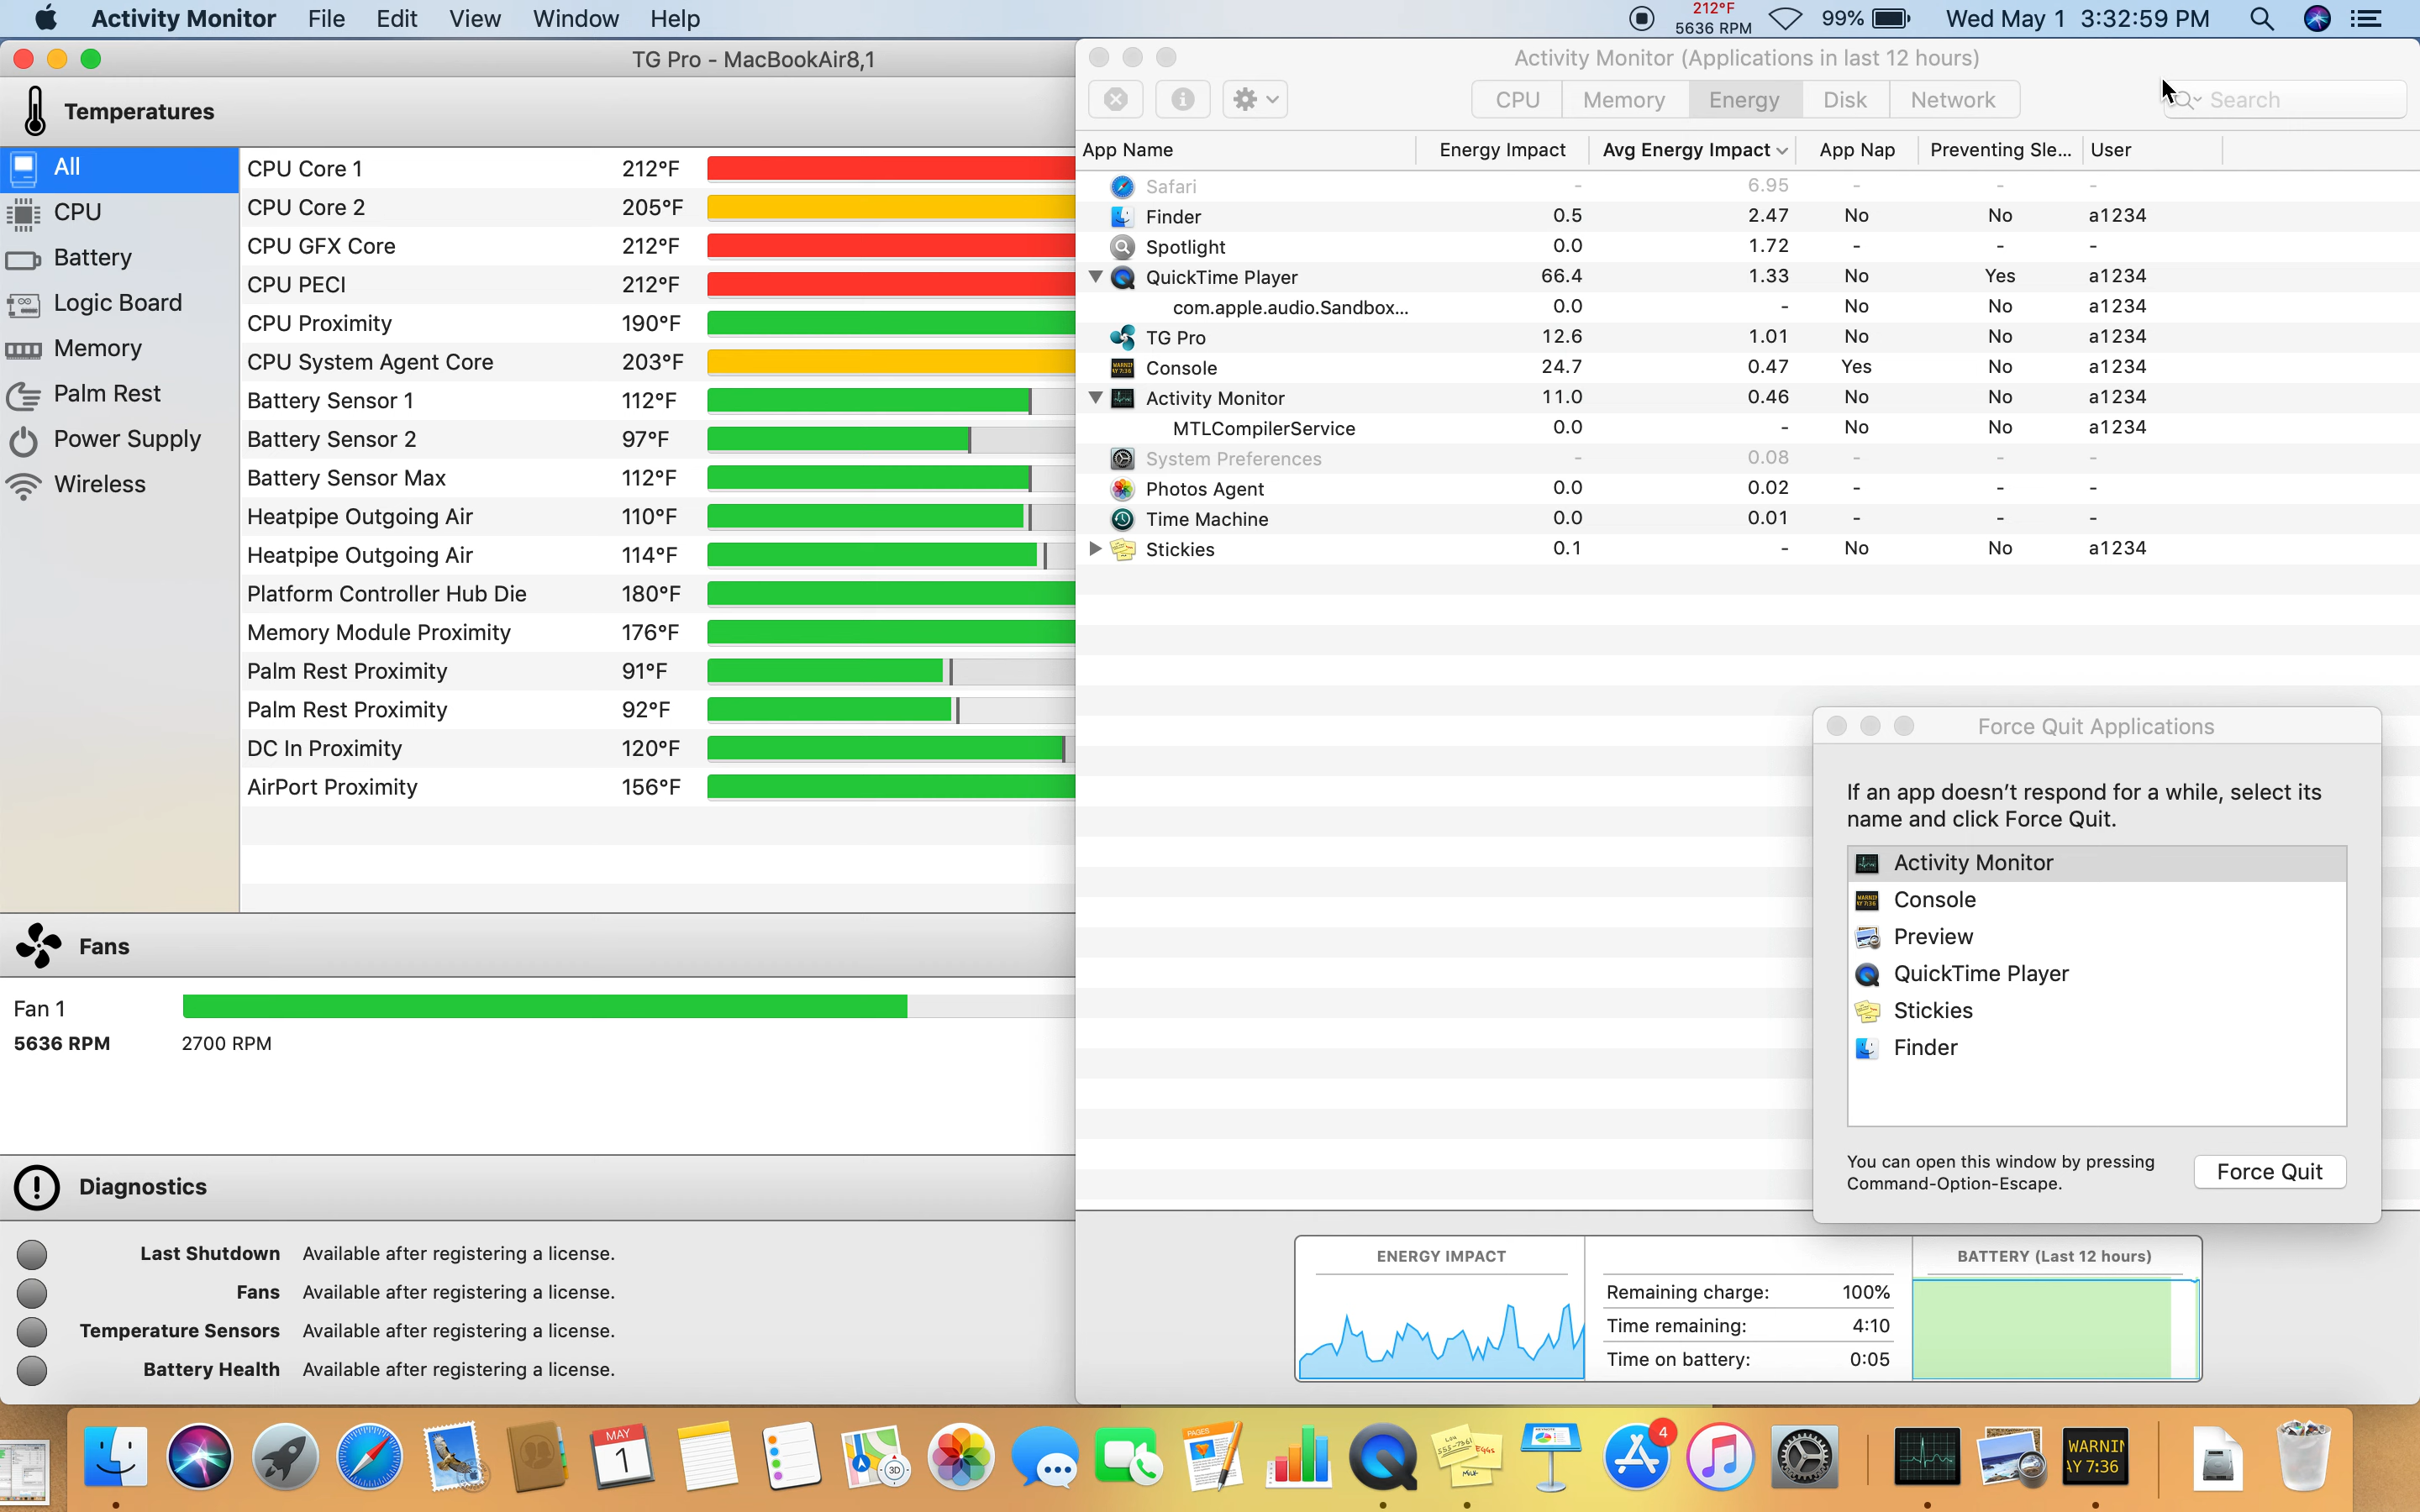 Activity Monitor File Edit View Window Help
212°F
5636 RPM
99%
Wed May 1 3:32:59 PM
TG Pro - MacBookAir8,1
Temperatures
All
CPU
Battery
Logic Board
Memory
Palm Rest
Power Supply
Wireless
CPU Core 1 212°F
CPU Core 2 205°F
CPU GFX Core 212°F
CPU PECI 212°F
CPU Proximity 190°F
CPU System Agent Core 203°F
Battery Sensor 1 112°F
Battery Sensor 2 97°F
Battery Sensor Max 112°F
Heatpipe Outgoing Air 110°F
Heatpipe Outgoing Air 114°F
Platform Controller Hub Die 180°F
Memory Module Proximity 176°F
Palm Rest Proximity 91°F
Palm Rest Proximity 92°F
DC In Proximity 120°F
AirPort Proximity 156°F
Fans
Fan 1
5636 RPM 2700 RPM
Diagnostics
Last Shutdown Available after registering a license.
Fans Available after registering a license.
Temperature Sensors Available after registering a license.
Battery Health Available after registering a license.
Activity Monitor (Applications in last 12 hours)
CPU Memory Energy Disk Network
Search
App Name Energy Impact Avg Energy Impact App Nap Preventing Sle... User
Safari - 6.95 - - -
Finder 0.5 2.47 No No a1234
Spotlight 0.0 1.72 - - -
QuickTime Player 66.4 1.33 No Yes a1234
com.apple.audio.Sandbox... 0.0 - No No a1234
TG Pro 12.6 1.01 No No a1234
Console 24.7 0.47 Yes No a1234
Activity Monitor 11.0 0.46 No No a1234
MTLCompilerService 0.0 - No No a1234
System Preferences - 0.08 - - -
Photos Agent 0.0 0.02 - - -
Time Machine 0.0 0.01 - - -
Stickies 0.1 - No No a1234
Force Quit Applications
If an app doesn't respond for a while, select its
name and click Force Quit.
Activity Monitor
Console
Preview
QuickTime Player
Stickies
Finder
You can open this window by pressing
Command-Option-Escape.
Force Quit
ENERGY IMPACT
Remaining charge: 100%
Time remaining: 4:10
Time on battery: 0:05
BATTERY (Last 12 hours)
MAY
1
3D
PAGES
555-7361
EGGS
MILK
4
WARNIN
AY 7:36